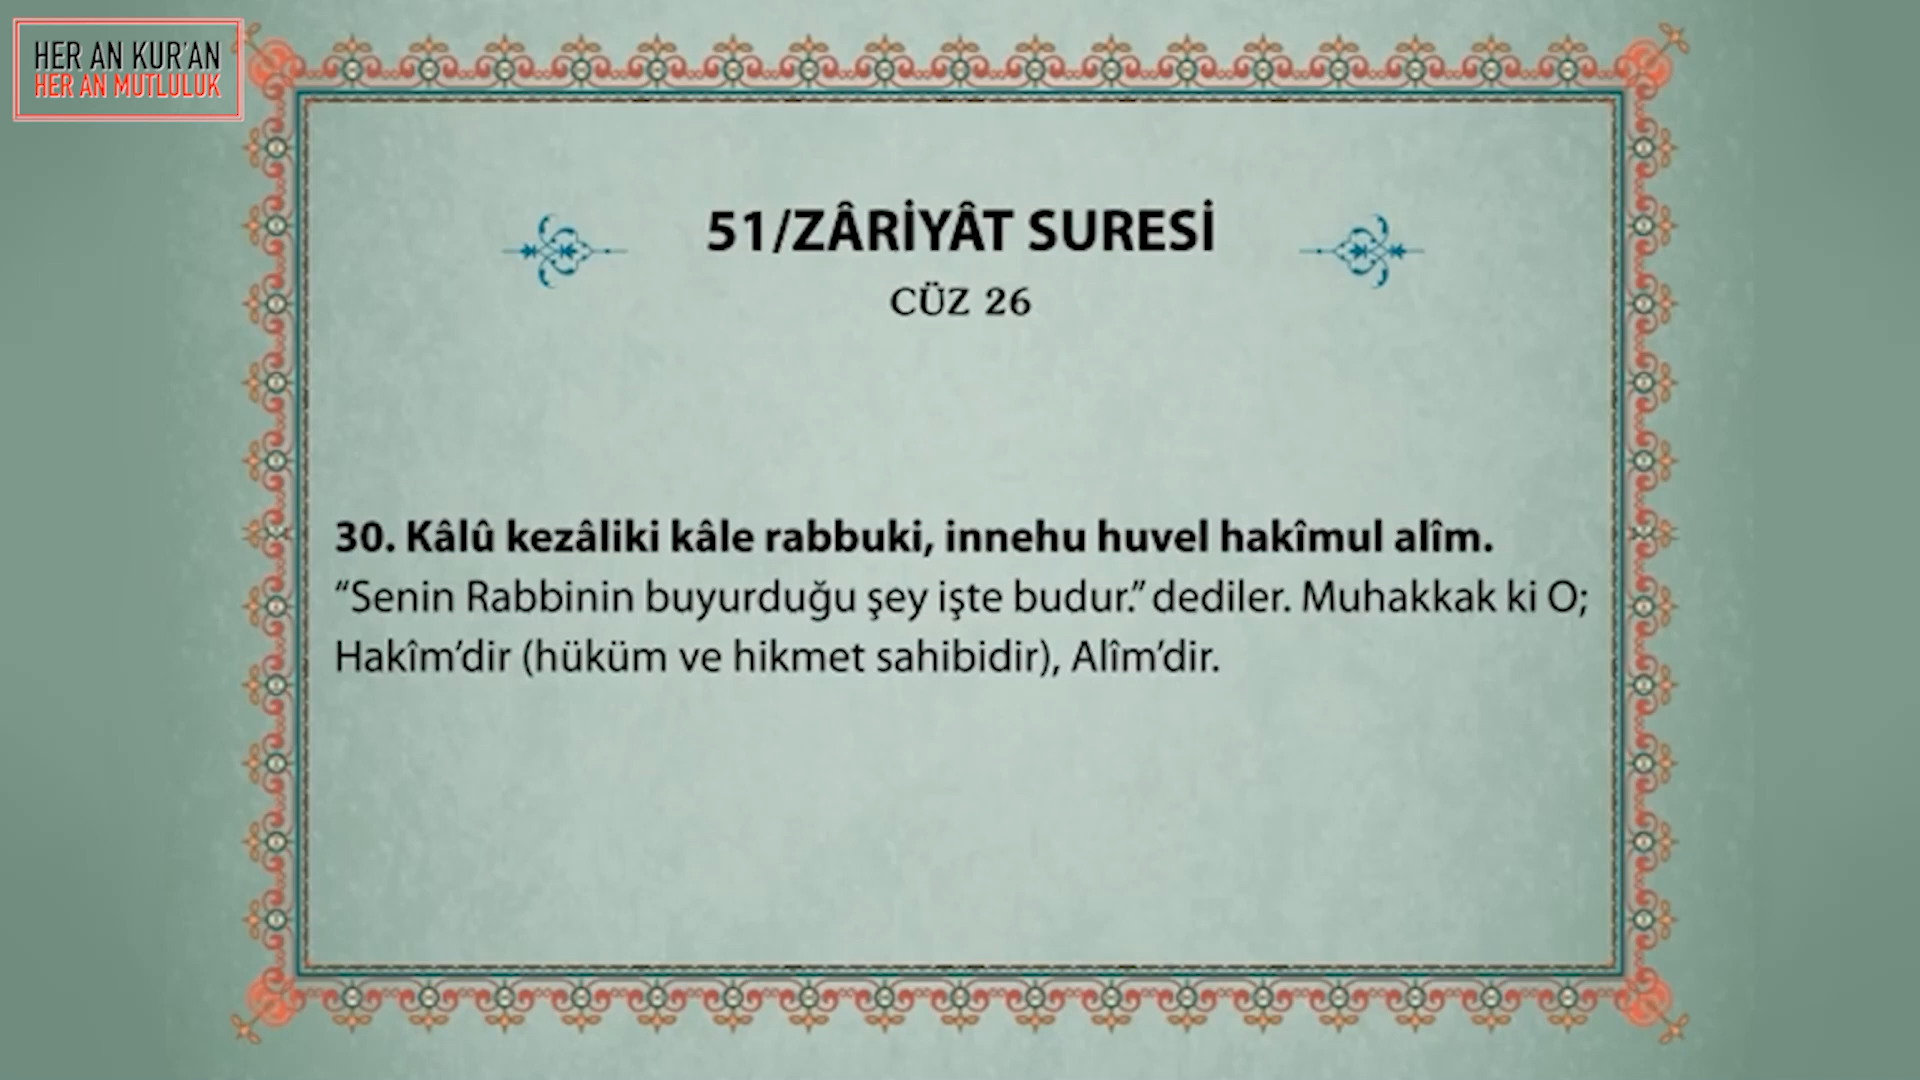 HER AN KUR'AN
HER AN MUTLULUK
51/ZÂRİYÂT SURESİ
CÜZ 26
30. Kâlû kezâliki kâle rabbuki, innehu huvel hakîmul alîm.
“Senin Rabbinin buyurduğu şey işte budur.” dediler. Muhakkak ki O;
Hakîm’dir (hüküm ve hikmet sahibidir), Alîm’dir.